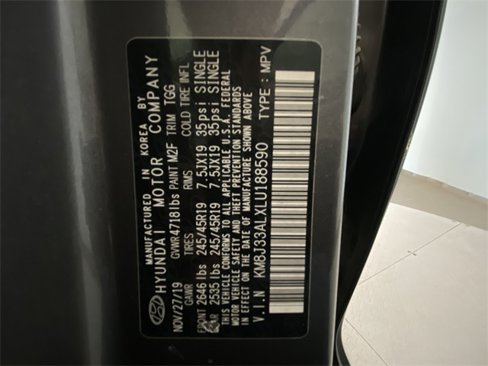 MANUFACTURED IN KOREA BY
HYUNDAI MOTOR COMPANY
NOV/27/19 GVWR 4718lbs PAINT M2F TRIM TGG
GAWR TIRES RIMS COLD TIRE INFL
FRONT 2646 lbs 245/45R19 7.5JX19 35psi SINGLE
REAR 2535 lbs 245/45R19 7.5JX19 35psi SINGLE
THIS VEHICLE CONFORMS TO ALL APPLICABLE U.S.A. FEDERAL
MOTOR VEHICLE SAFETY, BUMPER, AND THEFT PREVENTION STANDARDS
IN EFFECT ON THE DATE OF MANUFACTURE SHOWN ABOVE
V.I.N KM8J33ALXLU188590 TYPE : MPV